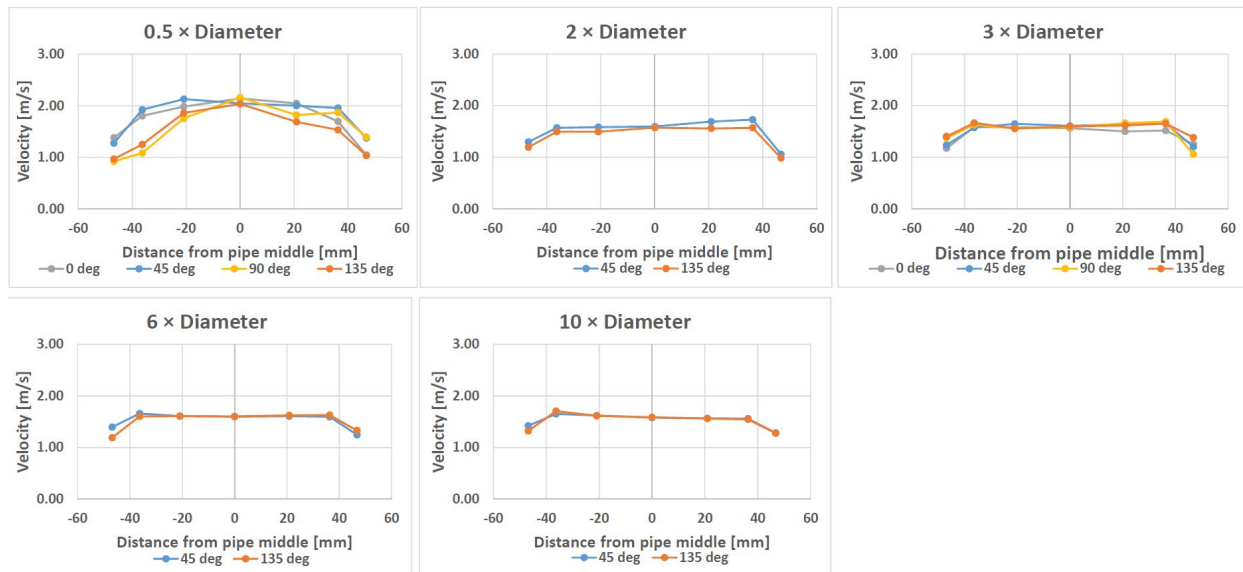 0.5 × Diameter
3.00
2.00
1.00
0.00
Velocity [m/s]
-60 -40 -20 0 20 40 60
Distance from pipe middle [mm]
0 deg 45 deg 90 deg 135 deg
2 × Diameter
3.00
2.00
1.00
0.00
Velocity [m/s]
-60 -40 -20 0 20 40 60
Distance from pipe middle [mm]
45 deg 135 deg
3 × Diameter
3.00
2.00
1.00
0.00
Velocity [m/s]
-60 -40 -20 0 20 40 60
Distance from pipe middle [mm]
0 deg 45 deg 90 deg 135 deg
6 × Diameter
3.00
2.00
1.00
0.00
Velocity [m/s]
-60 -40 -20 0 20 40 60
Distance from pipe middle [mm]
45 deg 135 deg
10 × Diameter
3.00
2.00
1.00
0.00
Velocity [m/s]
-60 -40 -20 0 20 40 60
Distance from pipe middle [mm]
45 deg 135 deg